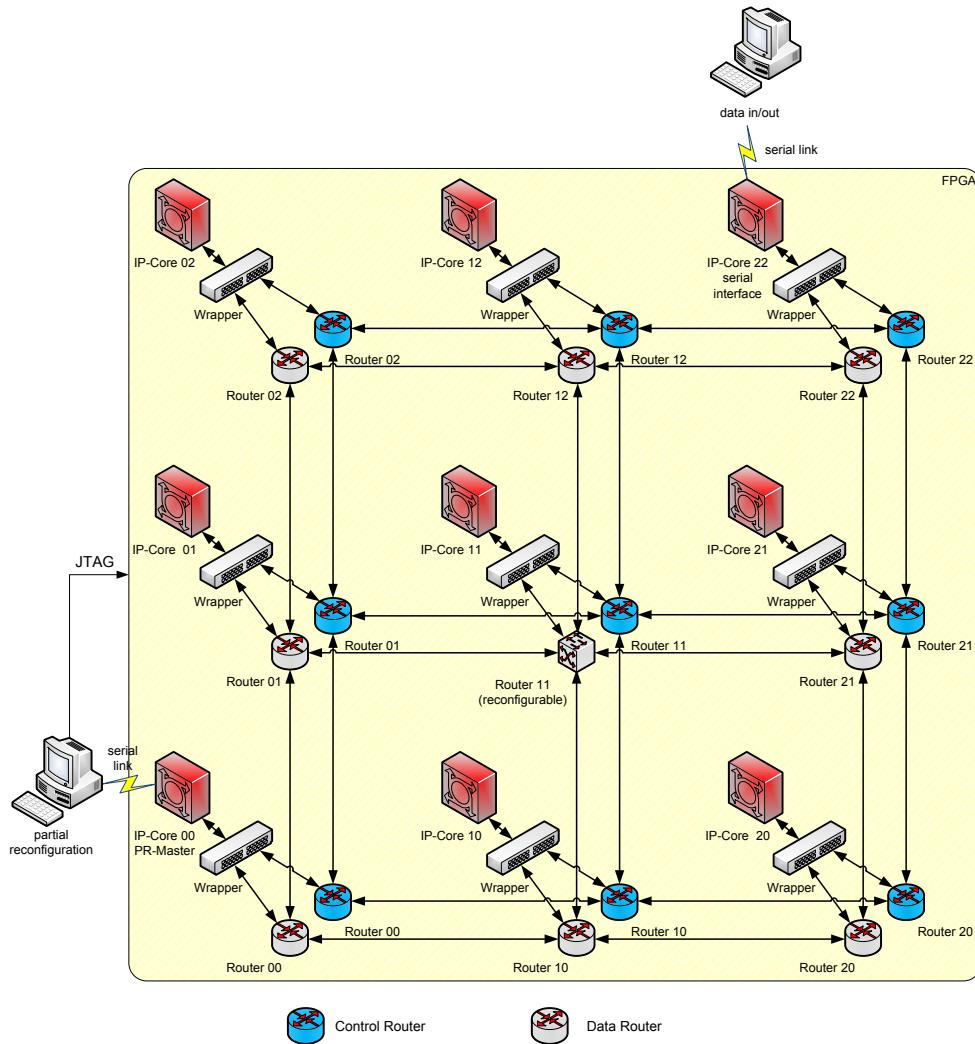 data in/out
serial link
FPGA
IP-Core 02
IP-Core 12
IP-Core 22
serial
interface
Wrapper
Wrapper
Wrapper
Router 02
Router 12
Router 22
Router 02
Router 12
Router 22
IP-Core  01
IP-Core 11
IP-Core 21
JTAG
Wrapper
Wrapper
Wrapper
Router 01
Router 11
Router 21
Router 01
Router 11
(reconfigurable)
Router 21
serial
link
partial
reconfiguration
IP-Core 00
PR-Master
IP-Core 10
IP-Core  20
Wrapper
Wrapper
Wrapper
Router 00
Router 10
Router 20
Router 00
Router 10
Router 20
Control Router
Data Router